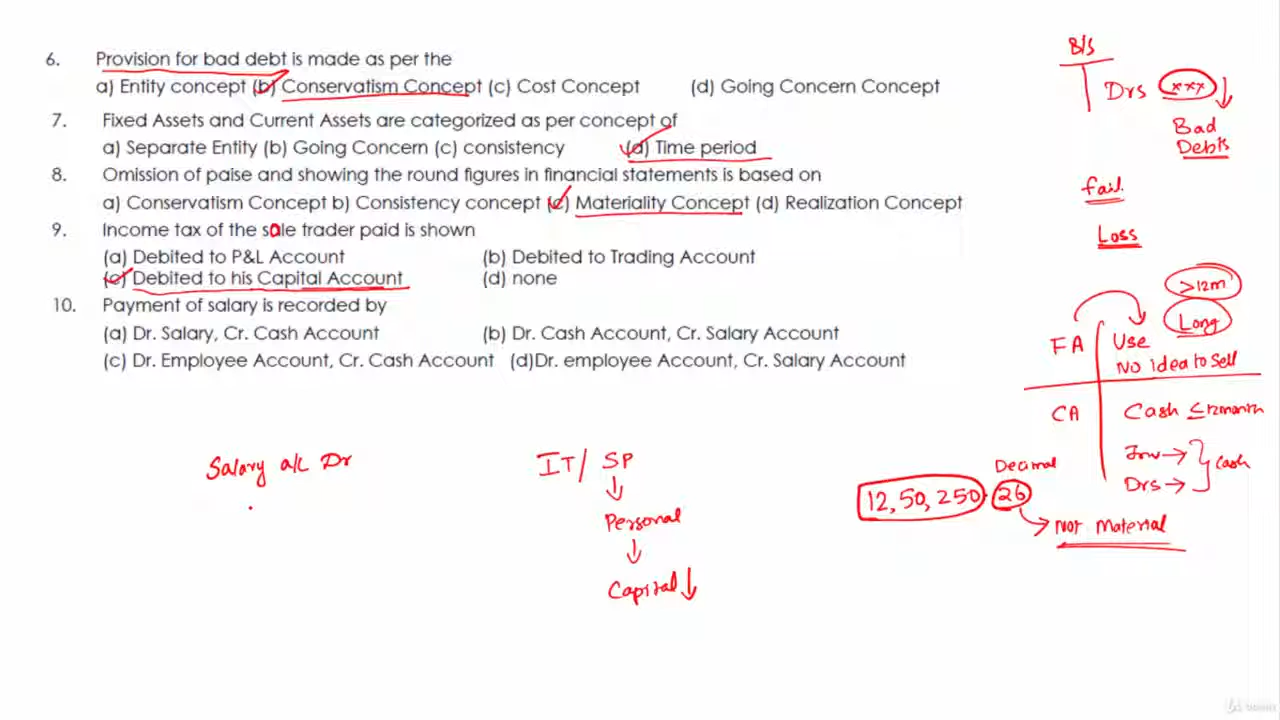 6. Provision for bad debt is made as per the
a) Entity concept (b) Conservatism Concept (c) Cost Concept (d) Going Concern Concept
7. Fixed Assets and Current Assets are categorized as per concept of
a) Separate Entity (b) Going Concern (c) consistency (d) Time period
8. Omission of paise and showing the round figures in financial statements is based on
a) Conservatism Concept b) Consistency concept (c) Materiality Concept (d) Realization Concept
9. Income tax of the sole trader paid is shown
(a) Debited to P&L Account (b) Debited to Trading Account
(c) Debited to his Capital Account (d) none
10. Payment of salary is recorded by
(a) Dr. Salary, Cr. Cash Account (b) Dr. Cash Account, Cr. Salary Account
(c) Dr. Employee Account, Cr. Cash Account (d)Dr. employee Account, Cr. Salary Account
B/S
Drs xxx
Bad
Debts
fail
Loss
>12m
Long
FA Use
No idea to sell
CA Cash ≤12month
Inv → Cash
Drs →
Salary a/c Dr
IT/ SP
Personal
Capital
Decimal
12,50,250.26
Not Material